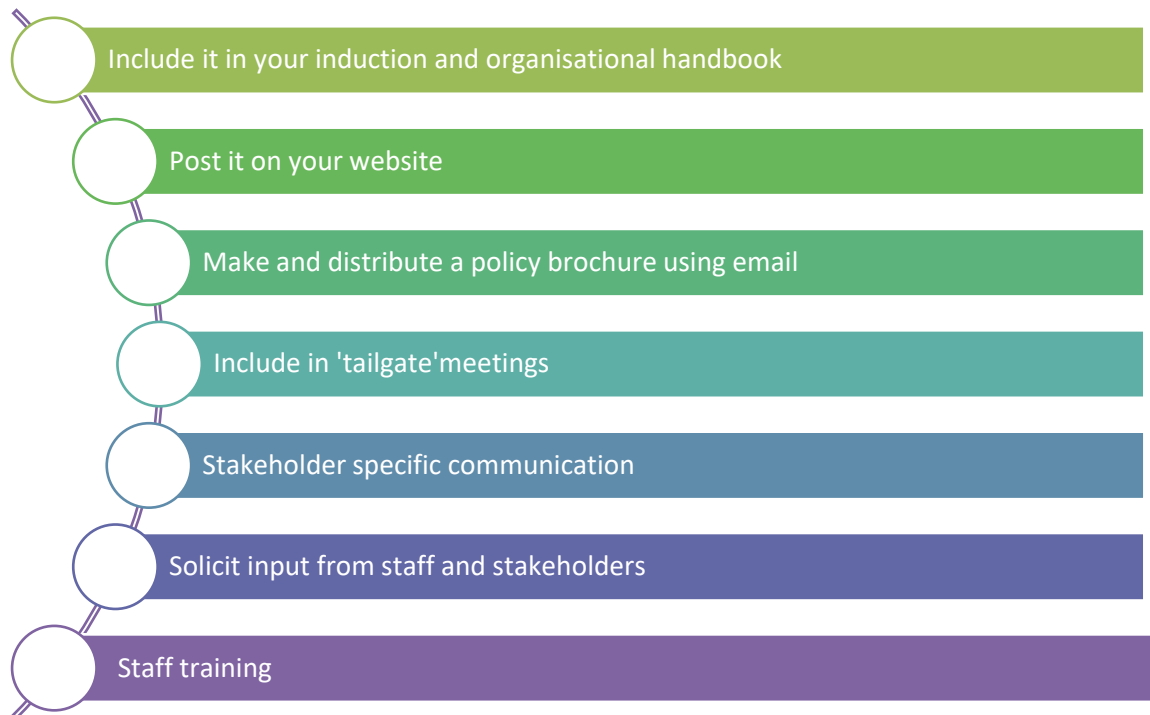 Include it in your induction and organisational handbook
Post it on your website
Make and distribute a policy brochure using email
Include in 'tailgate'meetings
Stakeholder specific communication
Solicit input from staff and stakeholders
Staff training